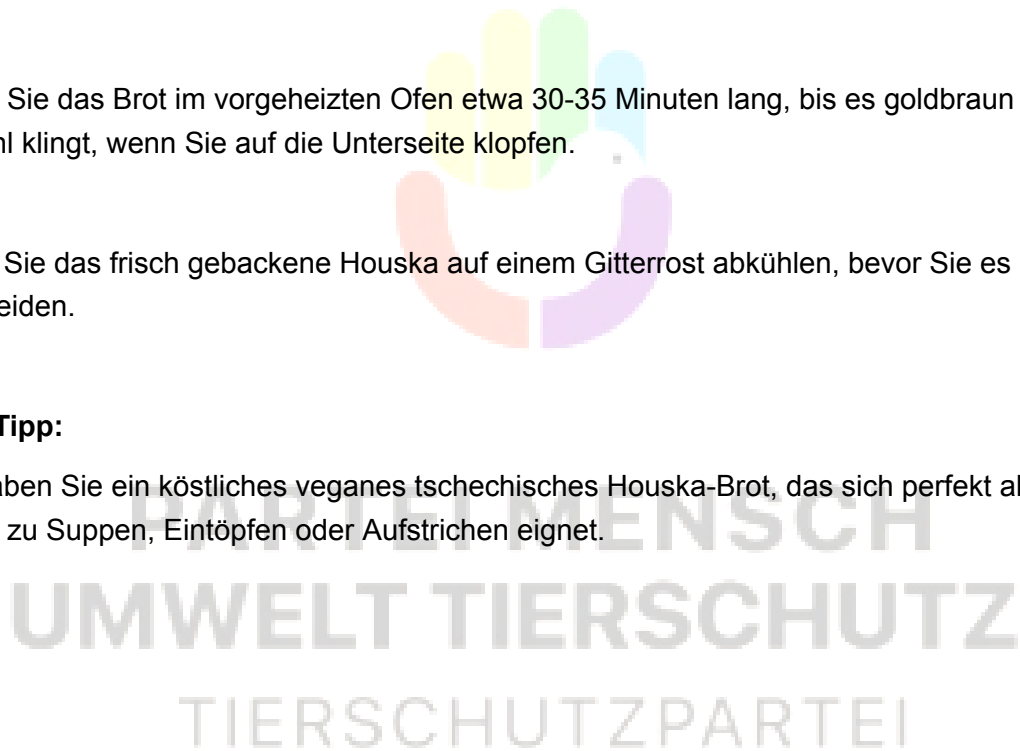 Sie das Brot im vorgeheizten Ofen etwa 30-35 Minuten lang, bis es goldbraun
hl klingt, wenn Sie auf die Unterseite klopfen.
Sie das frisch gebackene Houska auf einem Gitterrost abkühlen, bevor Sie es
eiden.
Tipp:
aben Sie ein köstliches veganes tschechisches Houska-Brot, das sich perfekt al
zu Suppen, Eintöpfen oder Aufstrichen eignet.
PARTEI MENSCH
UMWELT TIERSCHUTZ
TIERSCHUTZPARTEI